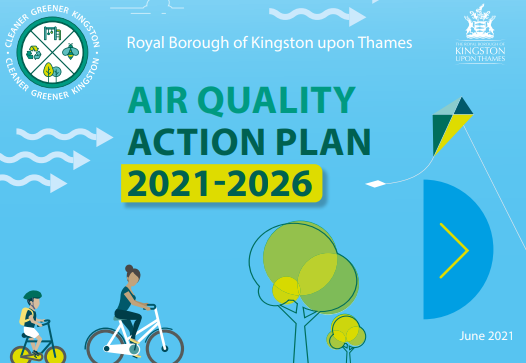 CLEANER GREENER KINGSTON
CLEANER GREENER KINGSTON
Royal Borough of Kingston upon Thames
THE ROYAL BOROUGH OF
KINGSTON
UPON THAMES
AIR QUALITY
ACTION PLAN
2021-2026
June 2021